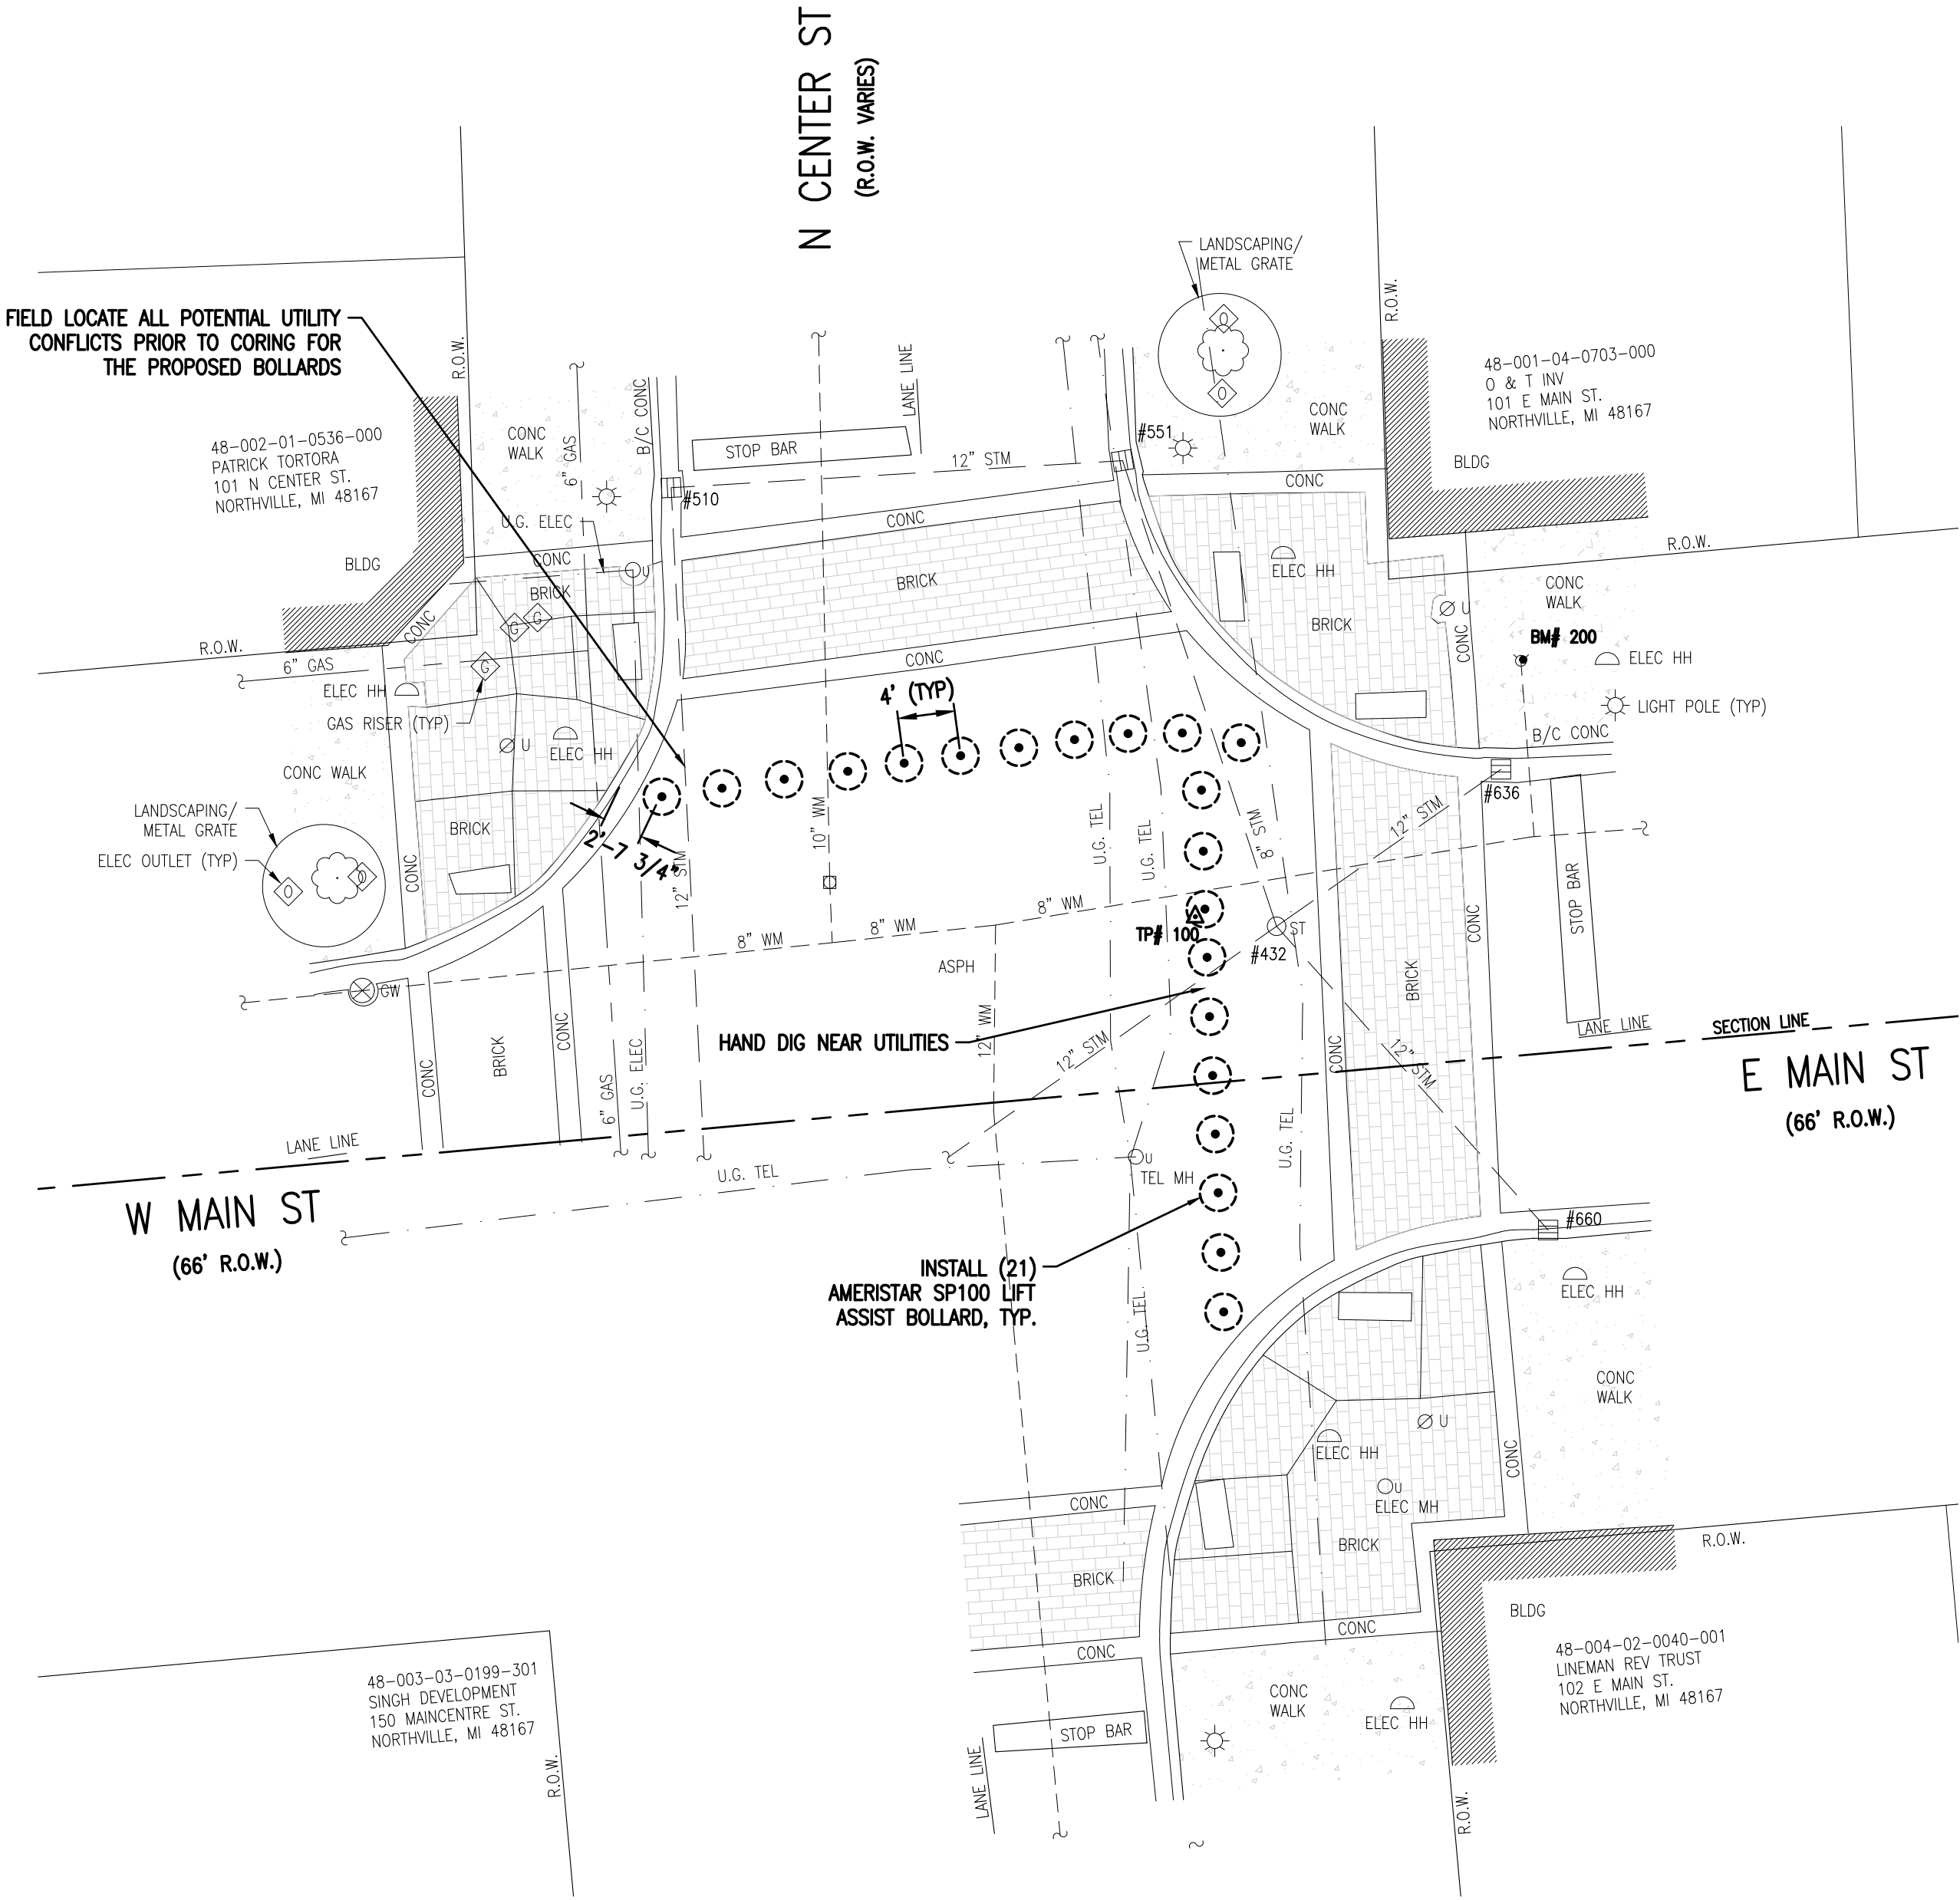 N CENTER ST
(R.O.W. VARIES)
LANDSCAPING/
METAL GRATE
R.O.W.
FIELD LOCATE ALL POTENTIAL UTILITY
CONFLICTS PRIOR TO CORING FOR
THE PROPOSED BOLLARDS
R.O.W.
48-001-04-0703-000
O & T INV
101 E MAIN ST.
NORTHVILLE, MI 48167
BLDG
48-002-01-0536-000
PATRICK TORTORA
101 N CENTER ST.
NORTHVILLE, MI 48167
BLDG
CONC
WALK
6" GAS
B/C CONC
LANE LINE
STOP BAR
12" STM
#551
CONC
WALK
#510
U.G. ELEC
CONC
CONC
CONC
BRICK
U
BRICK
ELEC HH
BRICK
R.O.W.
CONC
WALK
U
BM# 200
CONC
ELEC HH
LIGHT POLE (TYP)
B/C CONC
CONC
G
G
G
R.O.W.
6" GAS
ELEC HH
GAS RISER (TYP)
U
ELEC HH
CONC
4' (TYP)
CONC WALK
LANDSCAPING/
METAL GRATE
ELEC OUTLET (TYP)
BRICK
CONC
2'-7 3/4"
12" STM
10" WM
U.G. TEL
U.G. TEL
8" STM
12" STM
#636
STOP BAR
8" WM
8" WM
8" WM
TP# 100
ST
#432
CONC
BRICK
ASPH
GW
CONC
BRICK
CONC
6" GAS
U.G. ELEC
HAND DIG NEAR UTILITIES
12" WM
12" STM
CONC
12" STM
LANE LINE
SECTION LINE
E MAIN ST
(66' R.O.W.)
LANE LINE
W MAIN ST
(66' R.O.W.)
U.G. TEL
U
TEL MH
U.G. TEL
#660
INSTALL (21)
AMERISTAR SP100 LIFT
ASSIST BOLLARD, TYP.
U.G. TEL
ELEC HH
CONC
WALK
U
ELEC HH
U
ELEC MH
CONC
CONC
BRICK
BRICK
R.O.W.
BLDG
CONC
CONC
48-004-02-0040-001
LINEMAN REV TRUST
102 E MAIN ST.
NORTHVILLE, MI 48167
48-003-03-0199-301
SINGH DEVELOPMENT
150 MAINCENTRE ST.
NORTHVILLE, MI 48167
R.O.W.
CONC
WALK
ELEC HH
STOP BAR
LANE LINE
R.O.W.